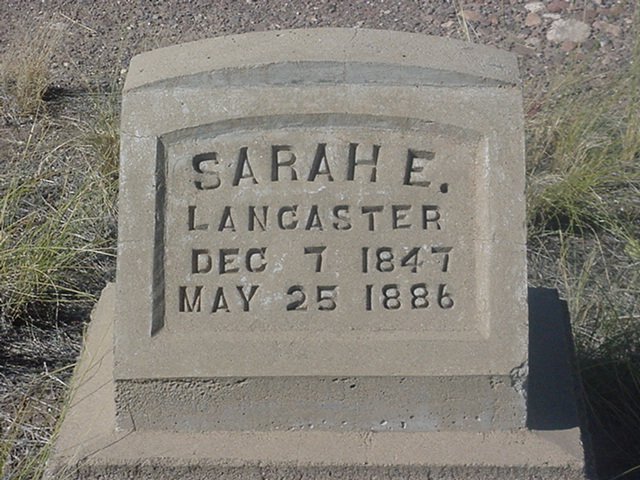 SARAH E.
LANCASTER
DEC 7 1847
MAY 25 1886